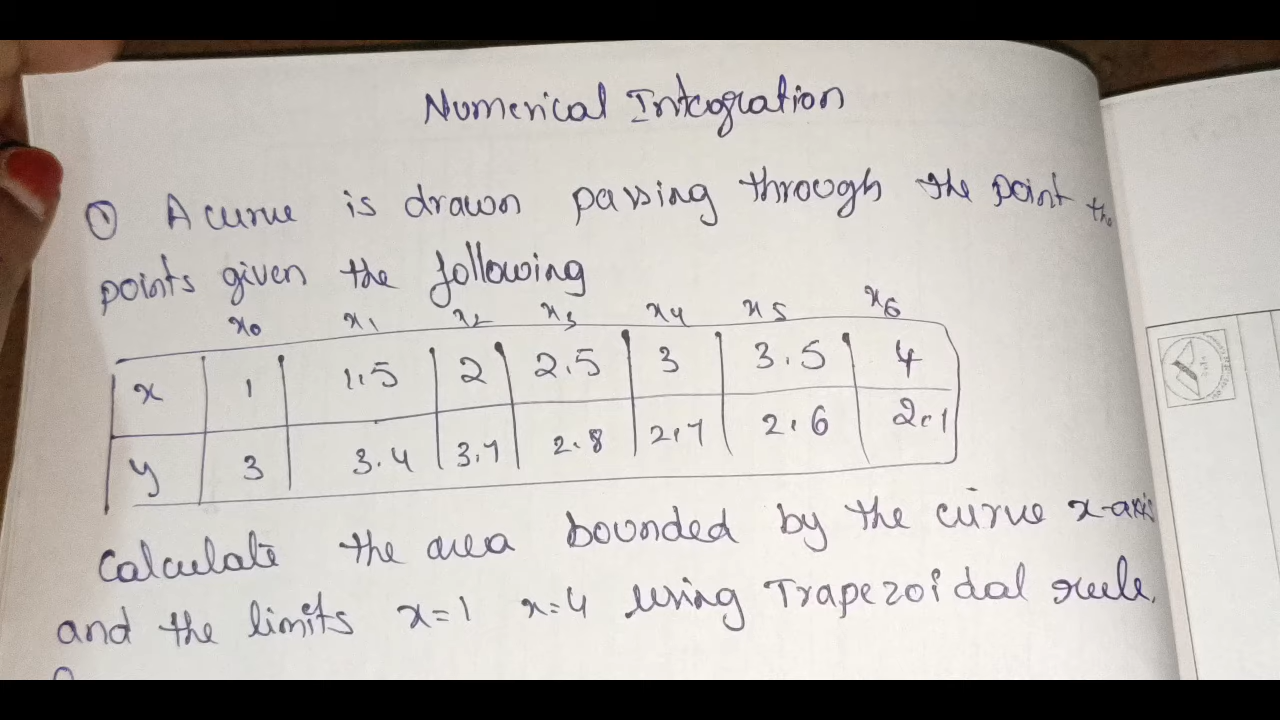 Numerical Integration
① A curve is drawn passing through the point the
points given the following
x₀ x₁ x₂ x₃ x₄ x₅ x₆
x 1 1.5 2 2.5 3 3.5 4
y 3 3.4 3.7 2.8 2.7 2.6 2.1
calculate the area bounded by the curve x-axis
and the limits x=1 x=4 using Trapezoidal rule.